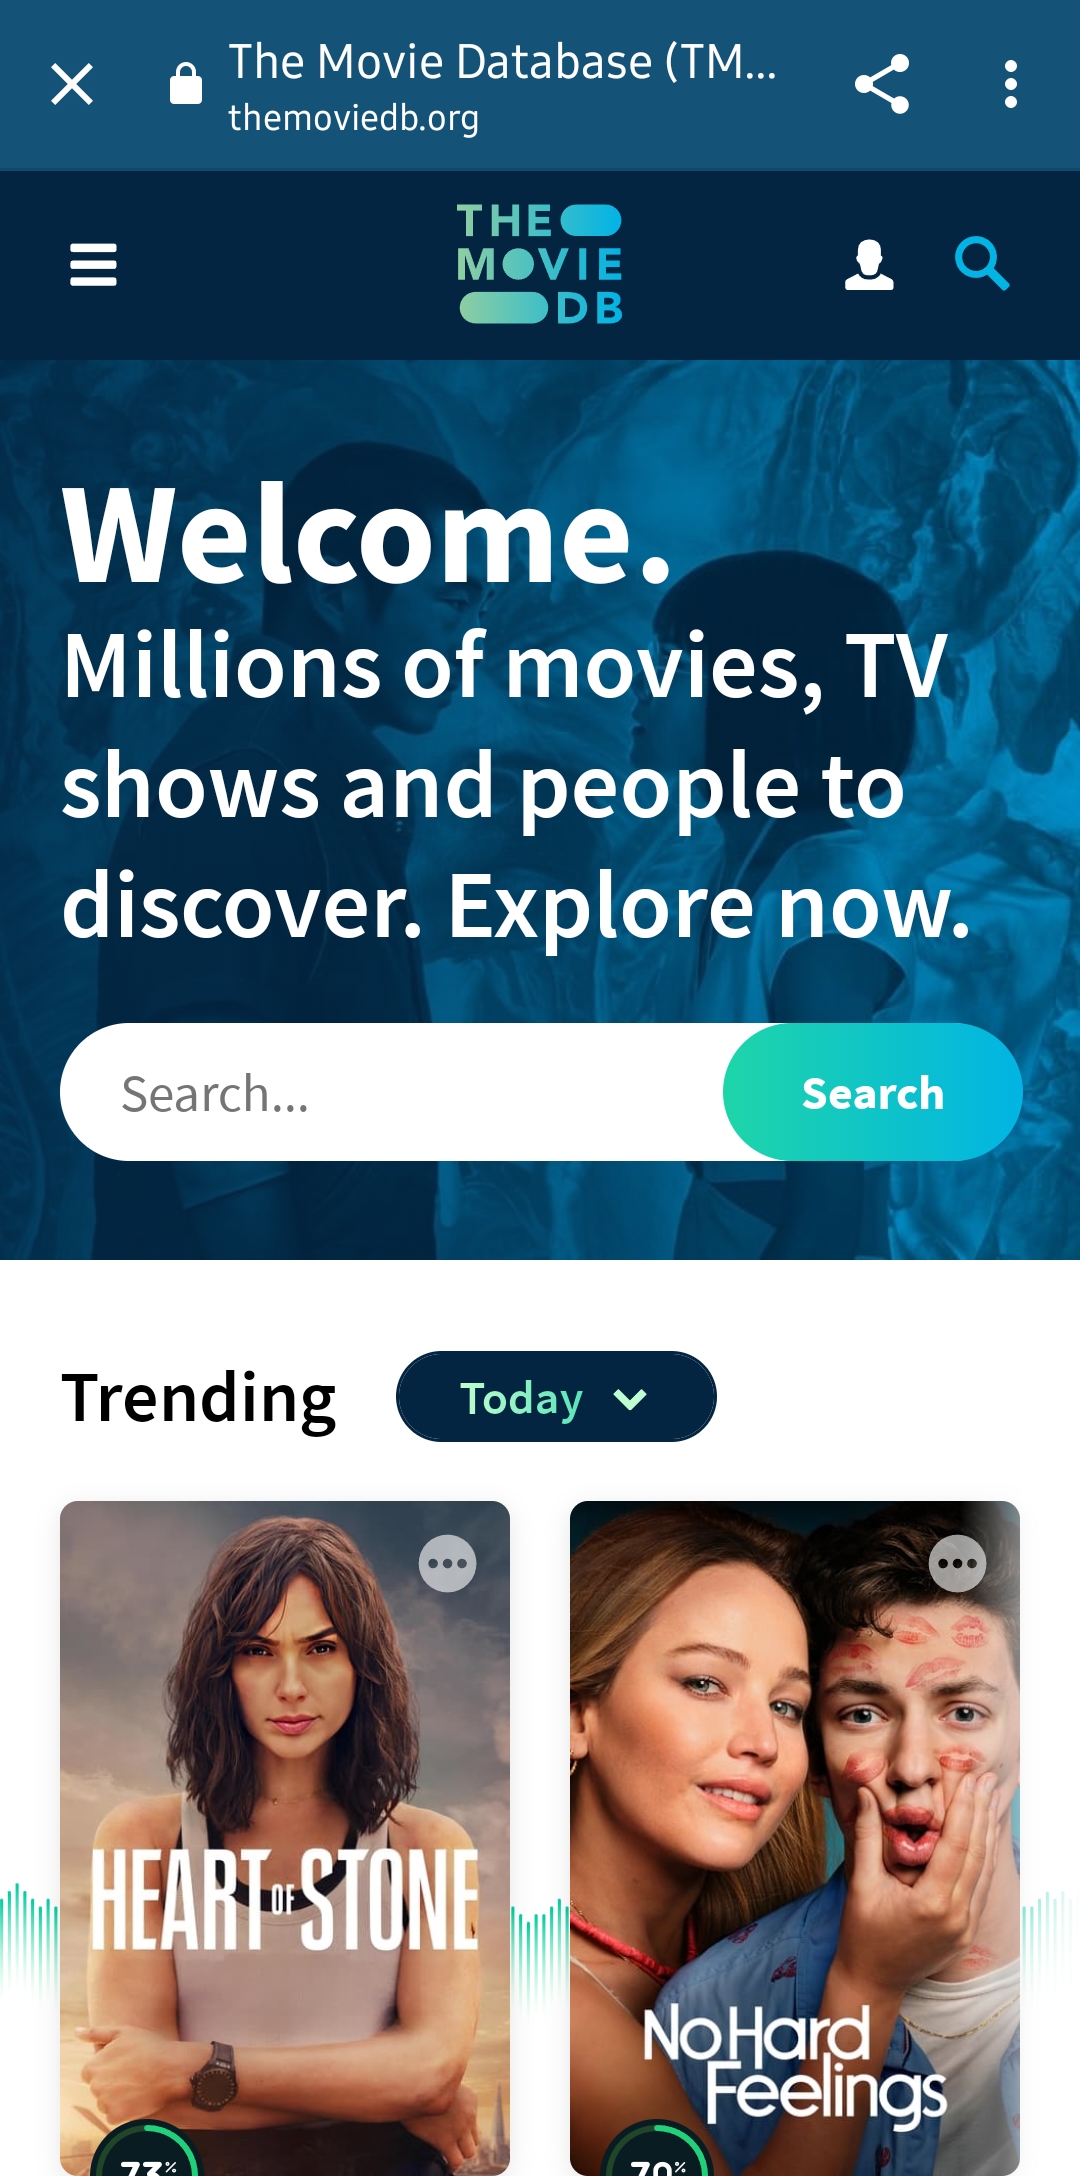 The Movie Database (TM...
themoviedb.org
THE
MOVIE
DB
Welcome.
Millions of movies, TV
shows and people to
discover. Explore now.
Search...
Search
Trending
Today
HEART OF STONE
No Hard
Feelings
73%